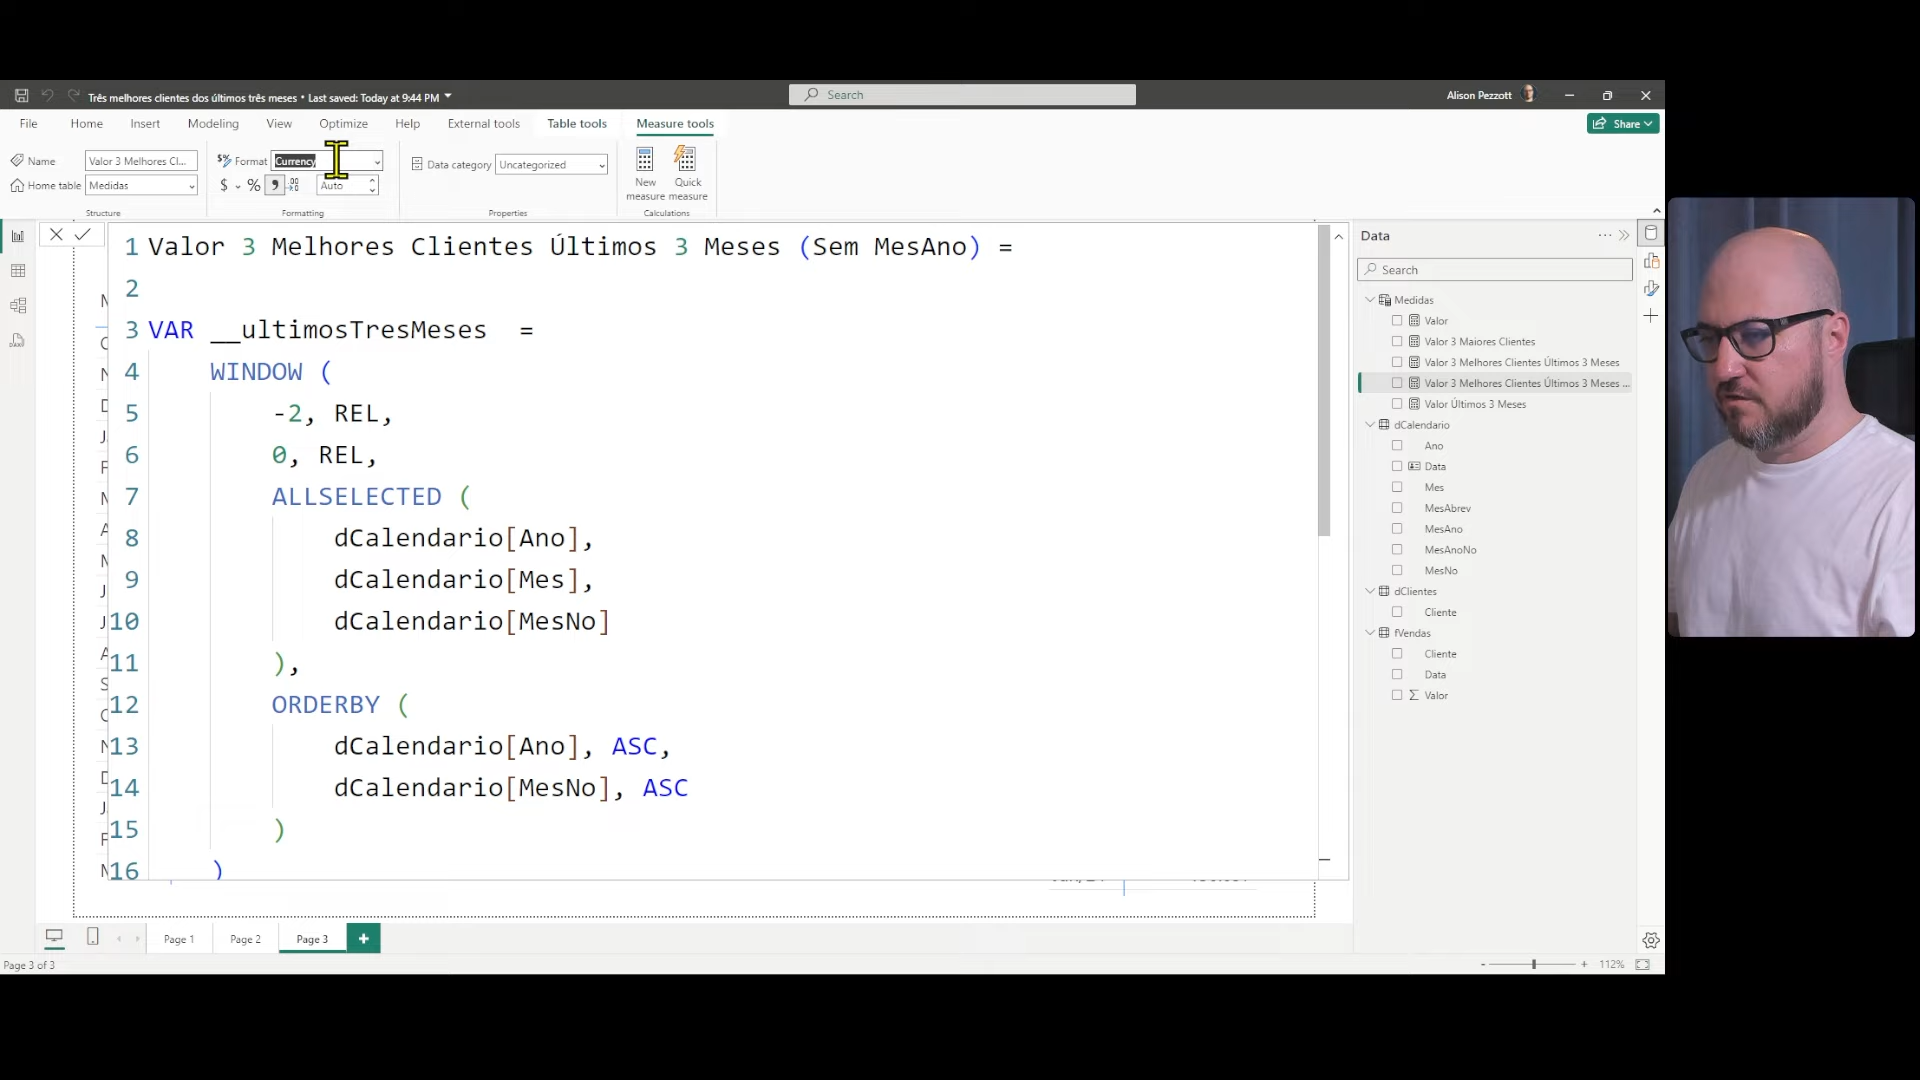 Três melhores clientes dos últimos três meses • Last saved: Today at 9:44 PM
Search
Alison Pezzott
File
Home
Insert
Modeling
View
Optimize
Help
External tools
Table tools
Measure tools
Share
Name
Valor 3 Melhores Cl...
Home table
Medidas
Structure
Format
Currency
$
%
Auto
Formatting
Data category
Uncategorized
Properties
New measure
Quick measure
Calculations
1 Valor 3 Melhores Clientes Últimos 3 Meses (Sem MesAno) =
2
3 VAR __ultimosTresMeses =
4 WINDOW (
5 -2, REL,
6 0, REL,
7 ALLSELECTED (
8 dCalendario[Ano],
9 dCalendario[Mes],
10 dCalendario[MesNo]
11 ),
12 ORDERBY (
13 dCalendario[Ano], ASC,
14 dCalendario[MesNo], ASC
15 )
16 )
Data
Search
Medidas
Valor
Valor 3 Maiores Clientes
Valor 3 Melhores Clientes Últimos 3 Meses
Valor 3 Melhores Clientes Últimos 3 Meses ...
Valor Últimos 3 Meses
dCalendario
Ano
Data
Mes
MesAbrev
MesAno
MesAnoNo
MesNo
dClientes
Cliente
fVendas
Cliente
Data
Σ Valor
Page 1
Page 2
Page 3
Page 3 of 3
- + 112%